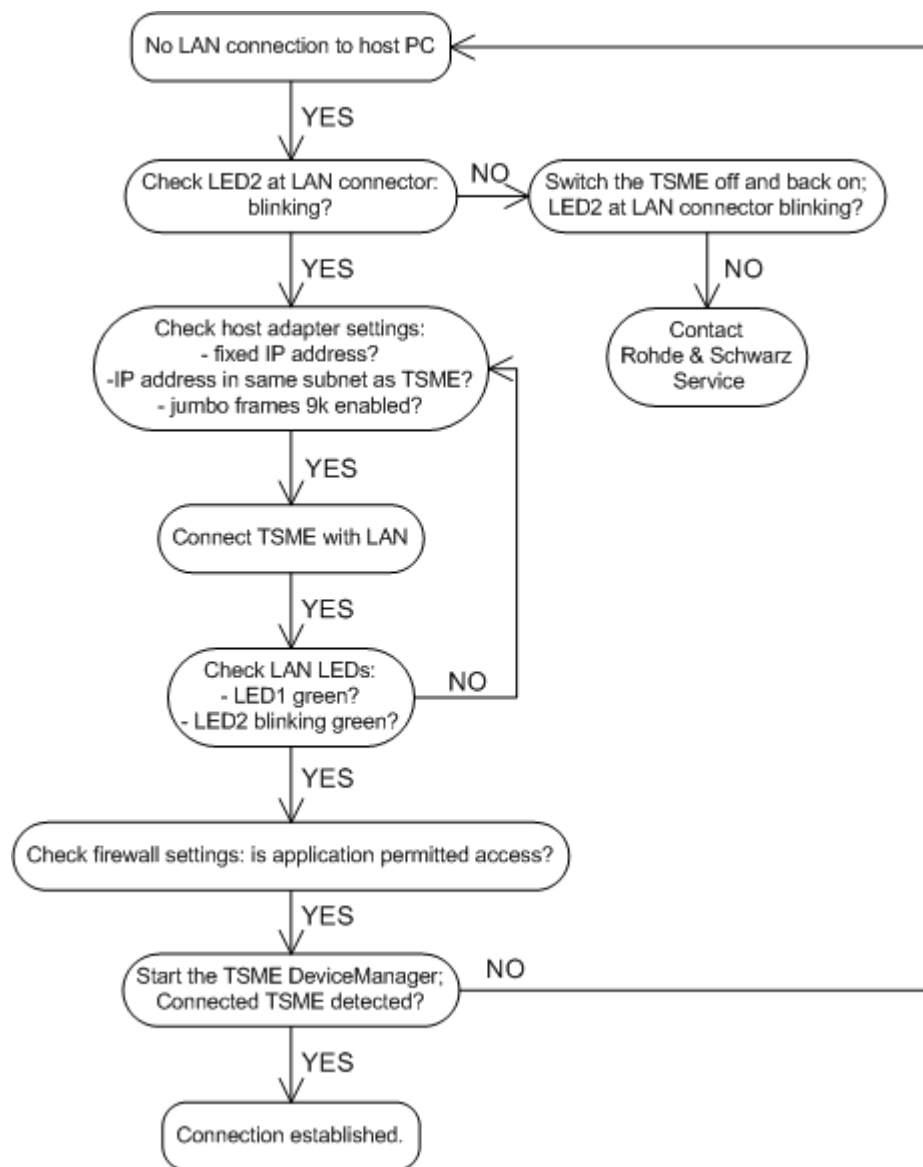 No LAN connection to host PC
YES
Check LED2 at LAN connector:
blinking?
NO
Switch the TSME off and back on;
LED2 at LAN connector blinking?
YES
NO
Check host adapter settings:
- fixed IP address?
-IP address in same subnet as TSME?
- jumbo frames 9k enabled?
Contact
Rohde & Schwarz
Service
YES
Connect TSME with LAN
YES
Check LAN LEDs:
- LED1 green?
- LED2 blinking green?
NO
YES
Check firewall settings: is application permitted access?
YES
Start the TSME DeviceManager;
Connected TSME detected?
NO
YES
Connection established.